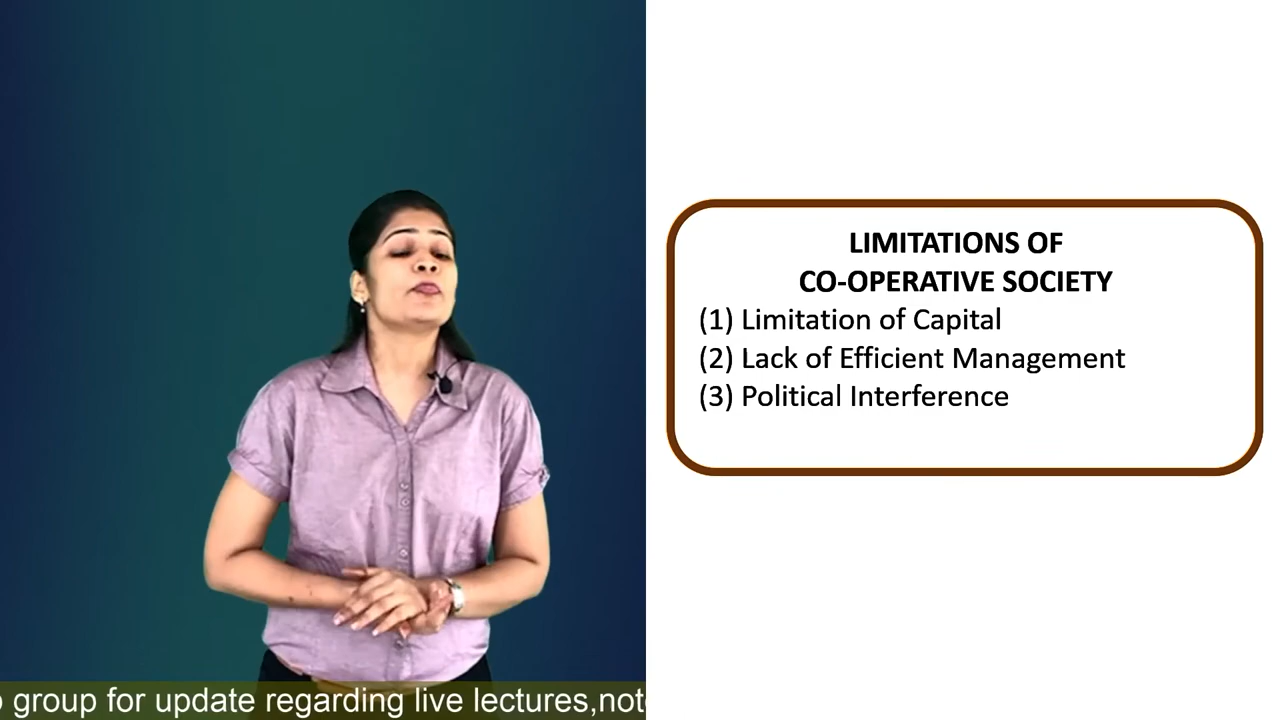 LIMITATIONS OF
CO-OPERATIVE SOCIETY
(1) Limitation of Capital
(2) Lack of Efficient Management
(3) Political Interference
group for update regarding live lectures,